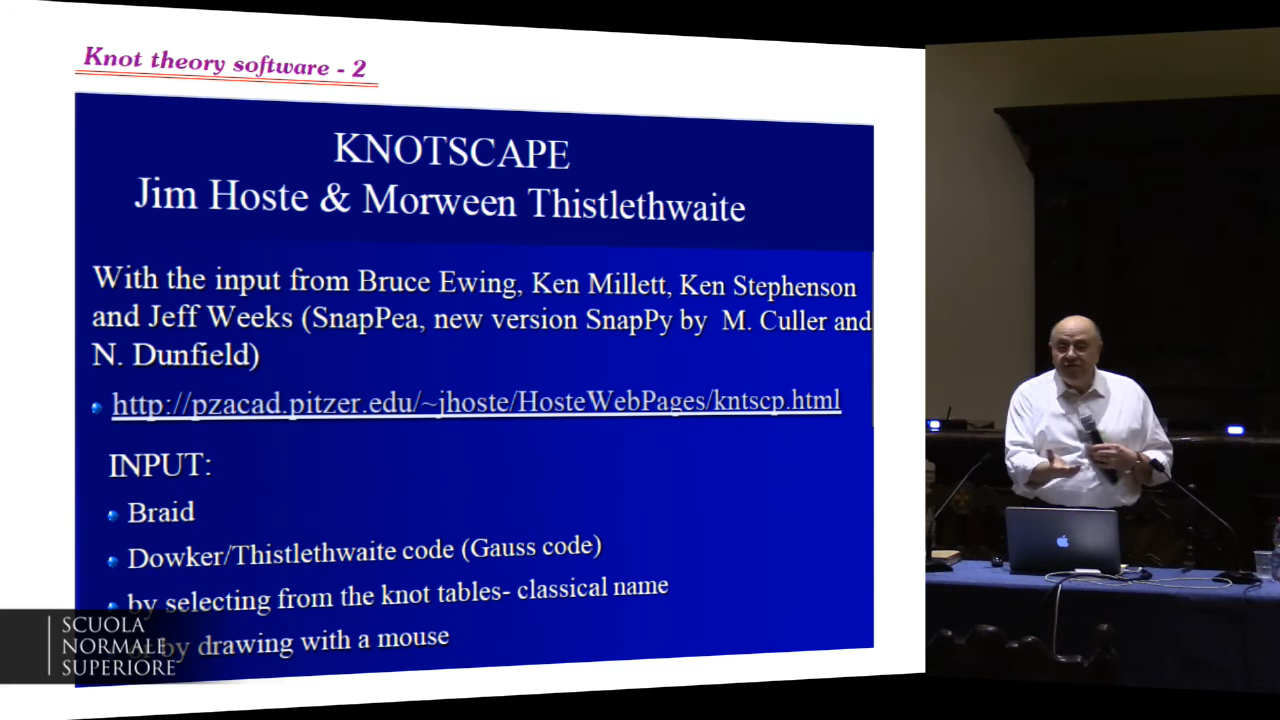 Knot theory software - 2
KNOTSCAPE
Jim Hoste & Morween Thistlethwaite
With the input from Bruce Ewing, Ken Millett, Ken Stephenson
and Jeff Weeks (SnapPea, new version SnapPy by M. Culler and
N. Dunfield)
http://pzacad.pitzer.edu/~jhoste/HosteWebPages/kntscp.html
INPUT:
Braid
Dowker/Thistlethwaite code (Gauss code)
by selecting from the knot tables- classical name
or by drawing with a mouse
SCUOLA
NORMALE
SUPERIORE